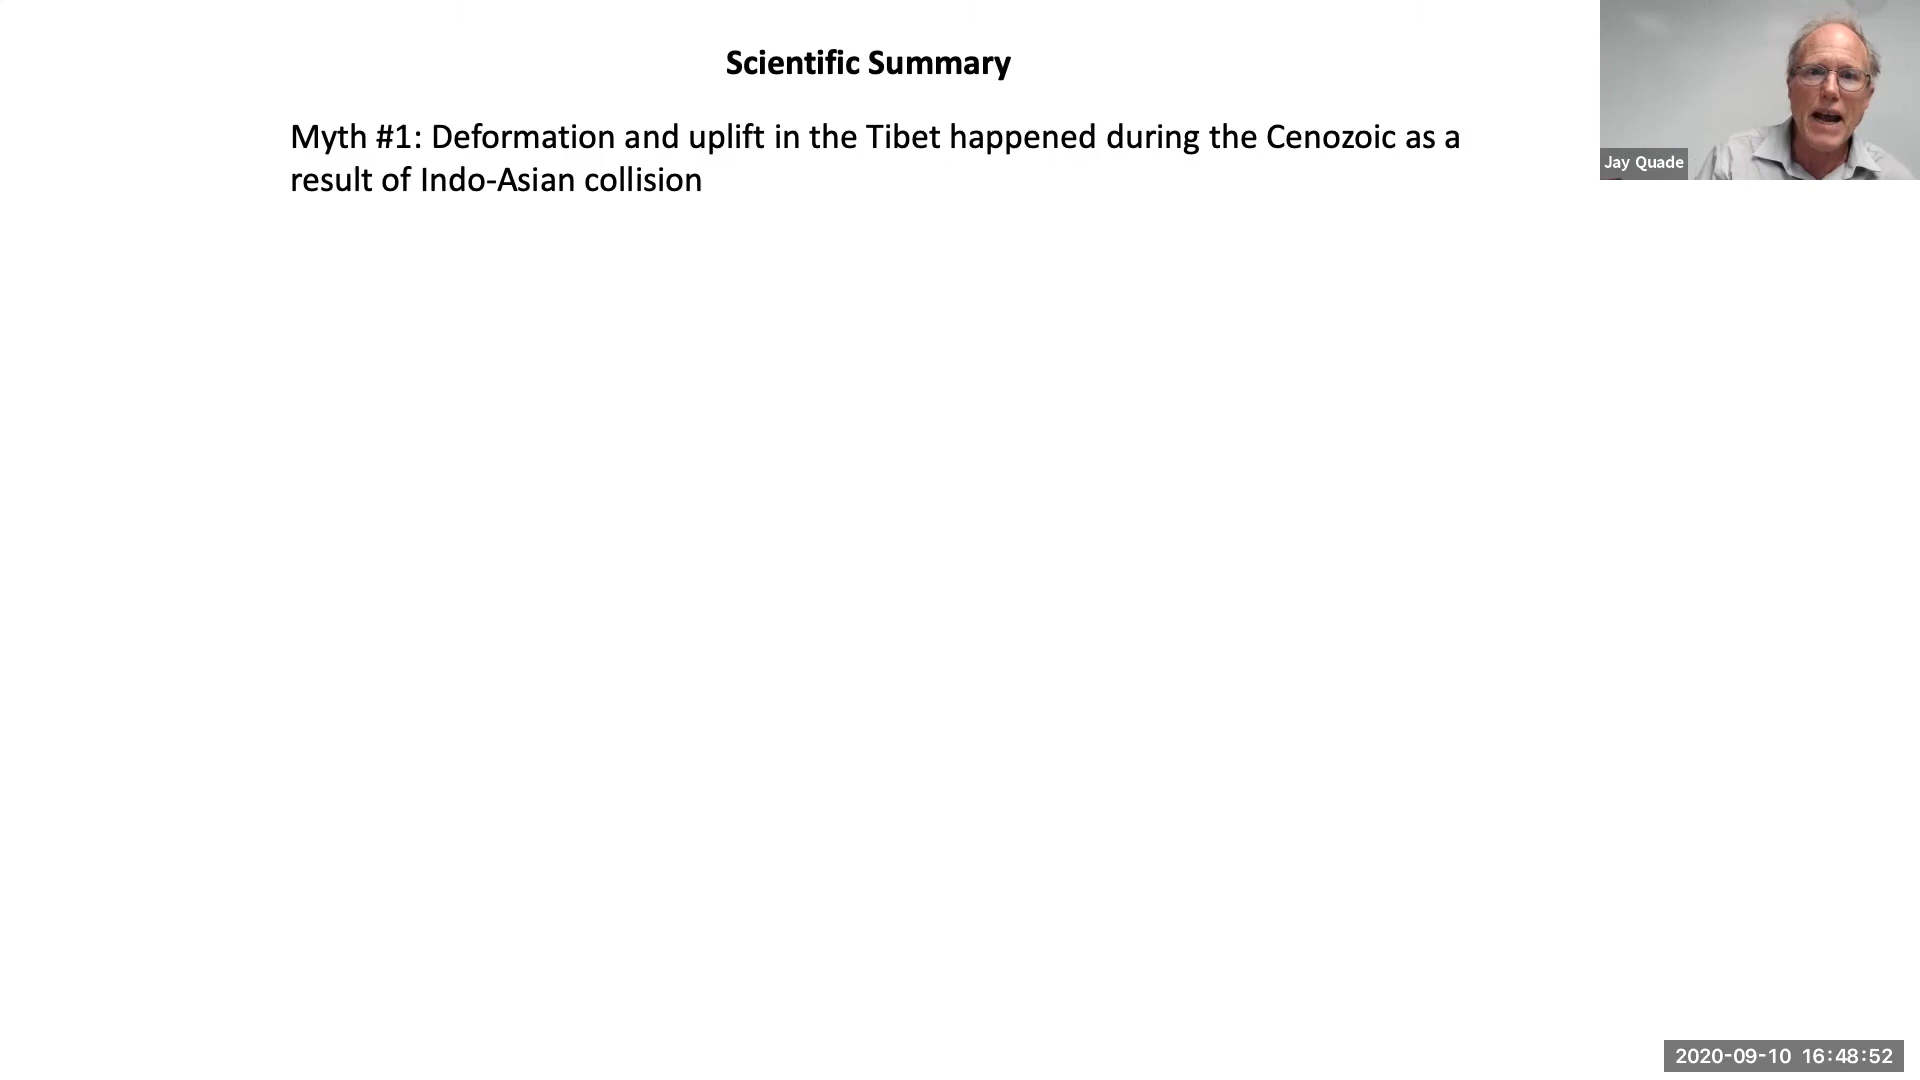 Scientific Summary
Myth #1: Deformation and uplift in the Tibet happened during the Cenozoic as a
result of Indo-Asian collision
Jay Quade
2020-09-10 16:48:52